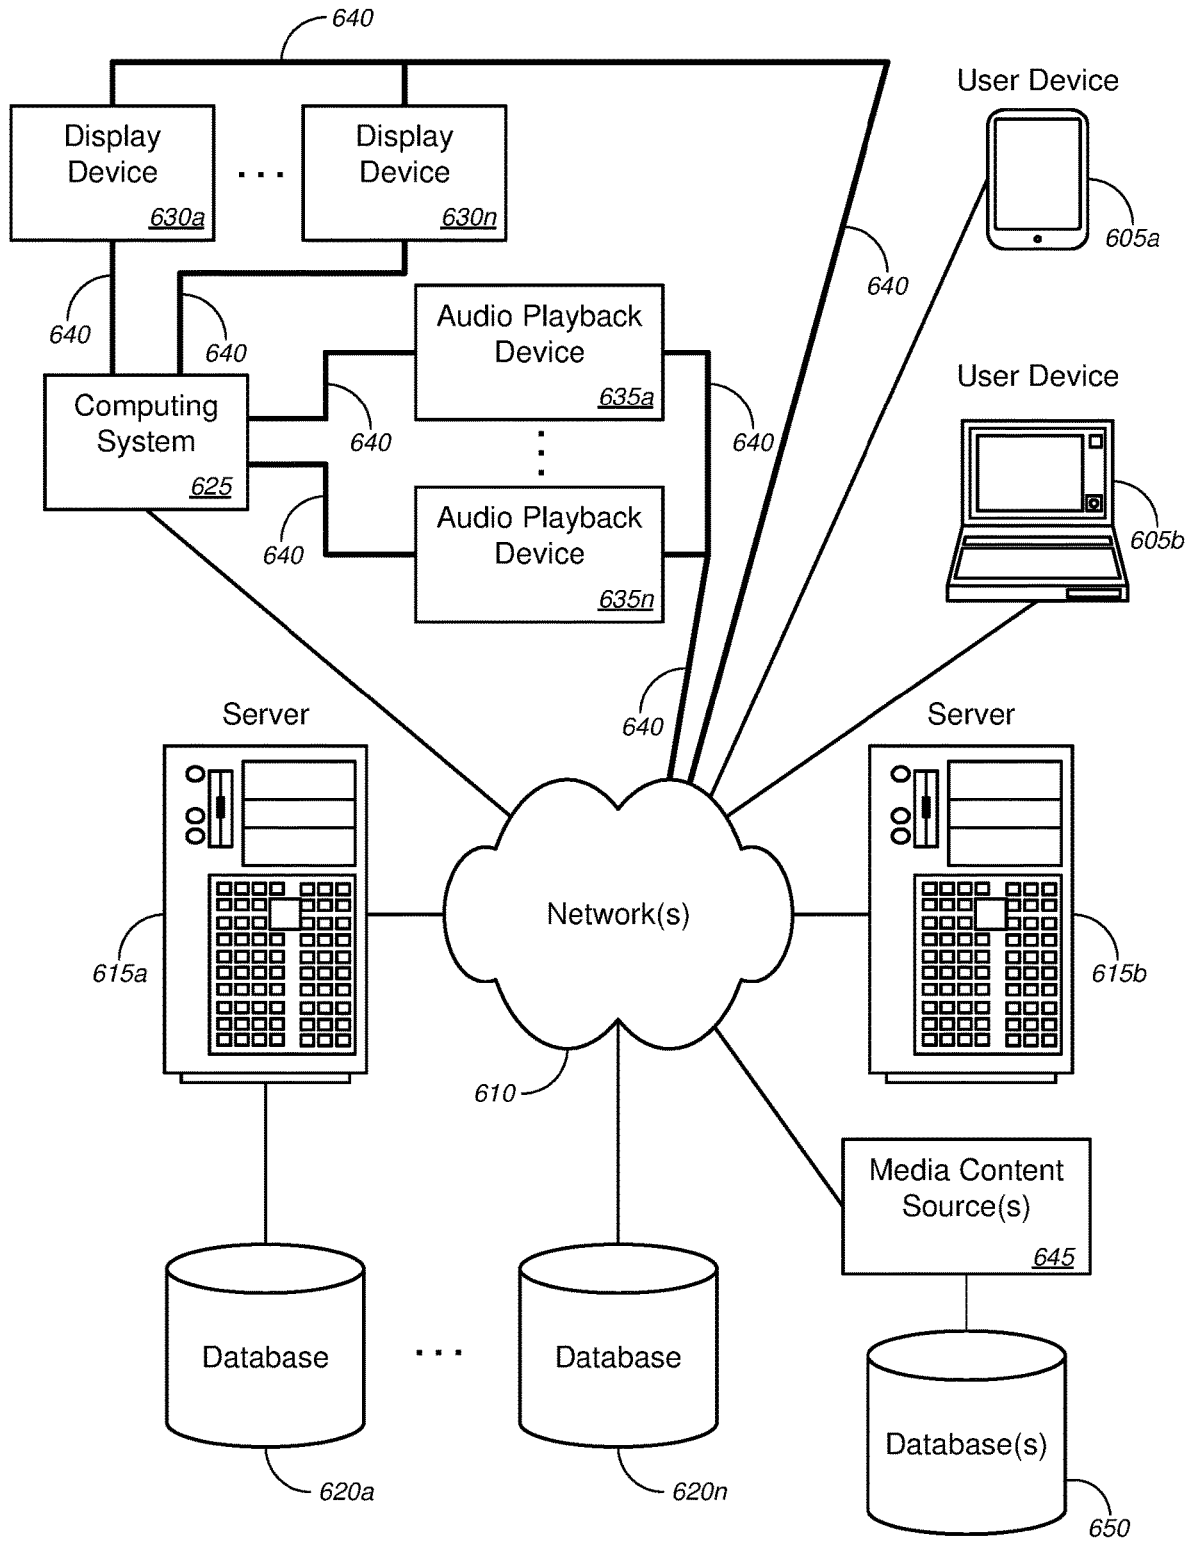 640
User Device
Display
Device
630a
. . .
Display
Device
630n
605a
640
640
640
Audio Playback
Device
635a
User Device
Computing
System
625
640
640
640
Audio Playback
Device
635n
605b
640
Server
Server
Network(s)
615a
615b
610
Media Content
Source(s)
645
Database
. . .
Database
Database(s)
620a
620n
650